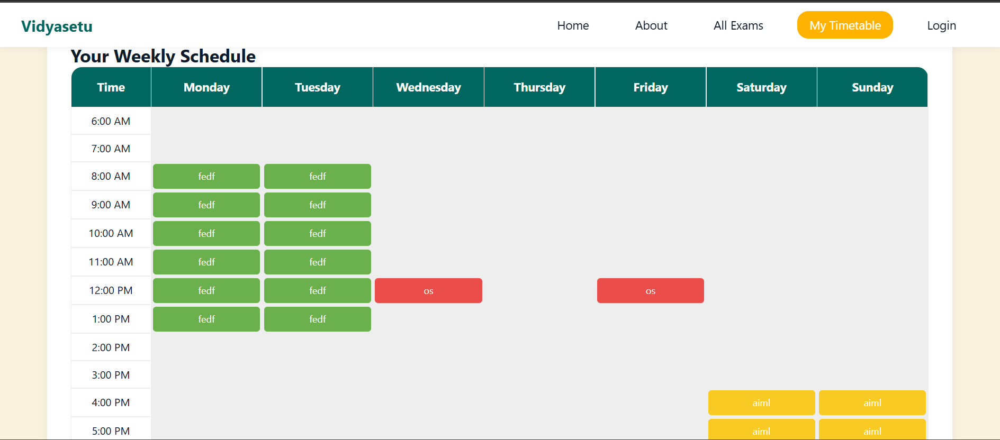 Vidyasetu Home About All Exams My Timetable Login
Your Weekly Schedule
Time Monday Tuesday Wednesday Thursday Friday Saturday Sunday
6:00 AM
7:00 AM
8:00 AM fedf fedf
9:00 AM fedf fedf
10:00 AM fedf fedf
11:00 AM fedf fedf
12:00 PM fedf fedf os os
1:00 PM fedf fedf
2:00 PM
3:00 PM
4:00 PM aiml aiml
5:00 PM aiml aiml